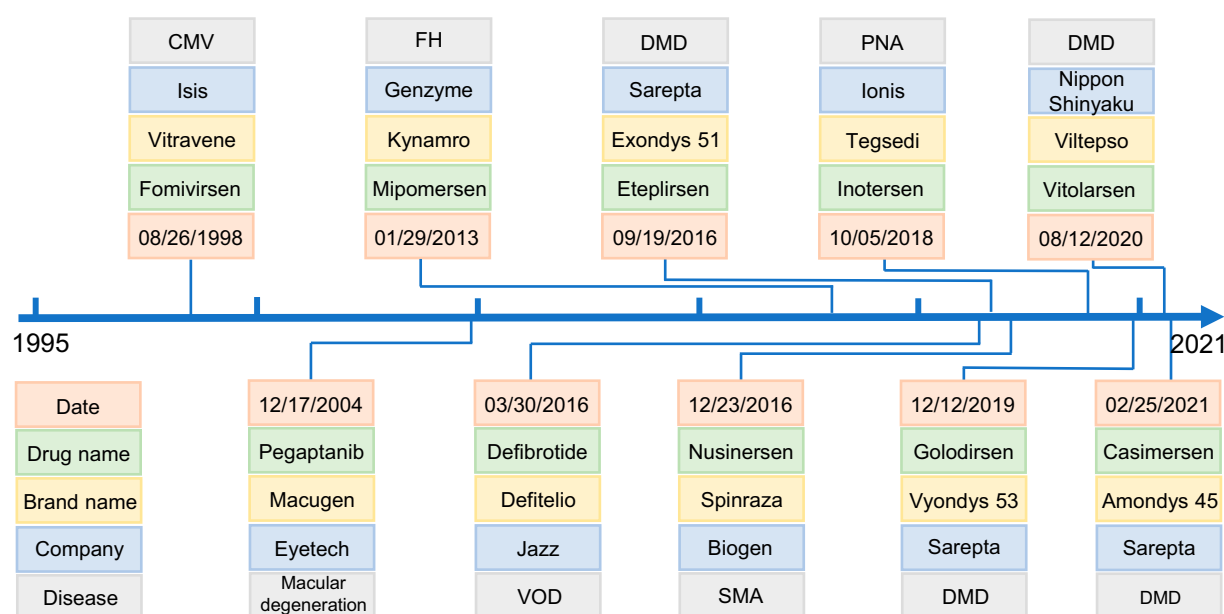 CMV
FH
DMD
PNA
DMD
Isis
Genzyme
Sarepta
Ionis
Nippon
Shinyaku
Vitravene
Kynamro
Exondys 51
Tegsedi
Viltepso
Fomivirsen
Mipomersen
Eteplirsen
Inotersen
Vitolarsen
08/26/1998
01/29/2013
09/19/2016
10/05/2018
08/12/2020
1995
2021
Date
12/17/2004
03/30/2016
12/23/2016
12/12/2019
02/25/2021
Drug name
Pegaptanib
Defibrotide
Nusinersen
Golodirsen
Casimersen
Brand name
Macugen
Defitelio
Spinraza
Vyondys 53
Amondys 45
Company
Eyetech
Jazz
Biogen
Sarepta
Sarepta
Disease
Macular
degeneration
VOD
SMA
DMD
DMD